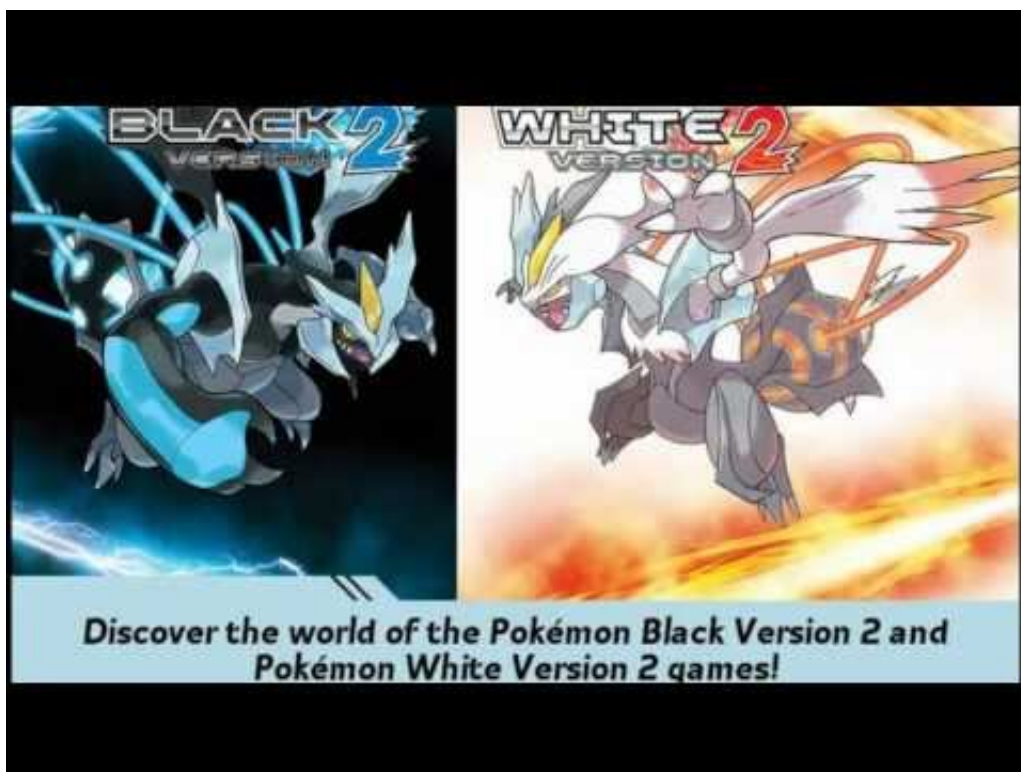 BLACK 2
VERSION
WHITE 2
VERSION
Discover the world of the Pokémon Black Version 2 and
Pokémon White Version 2 games!